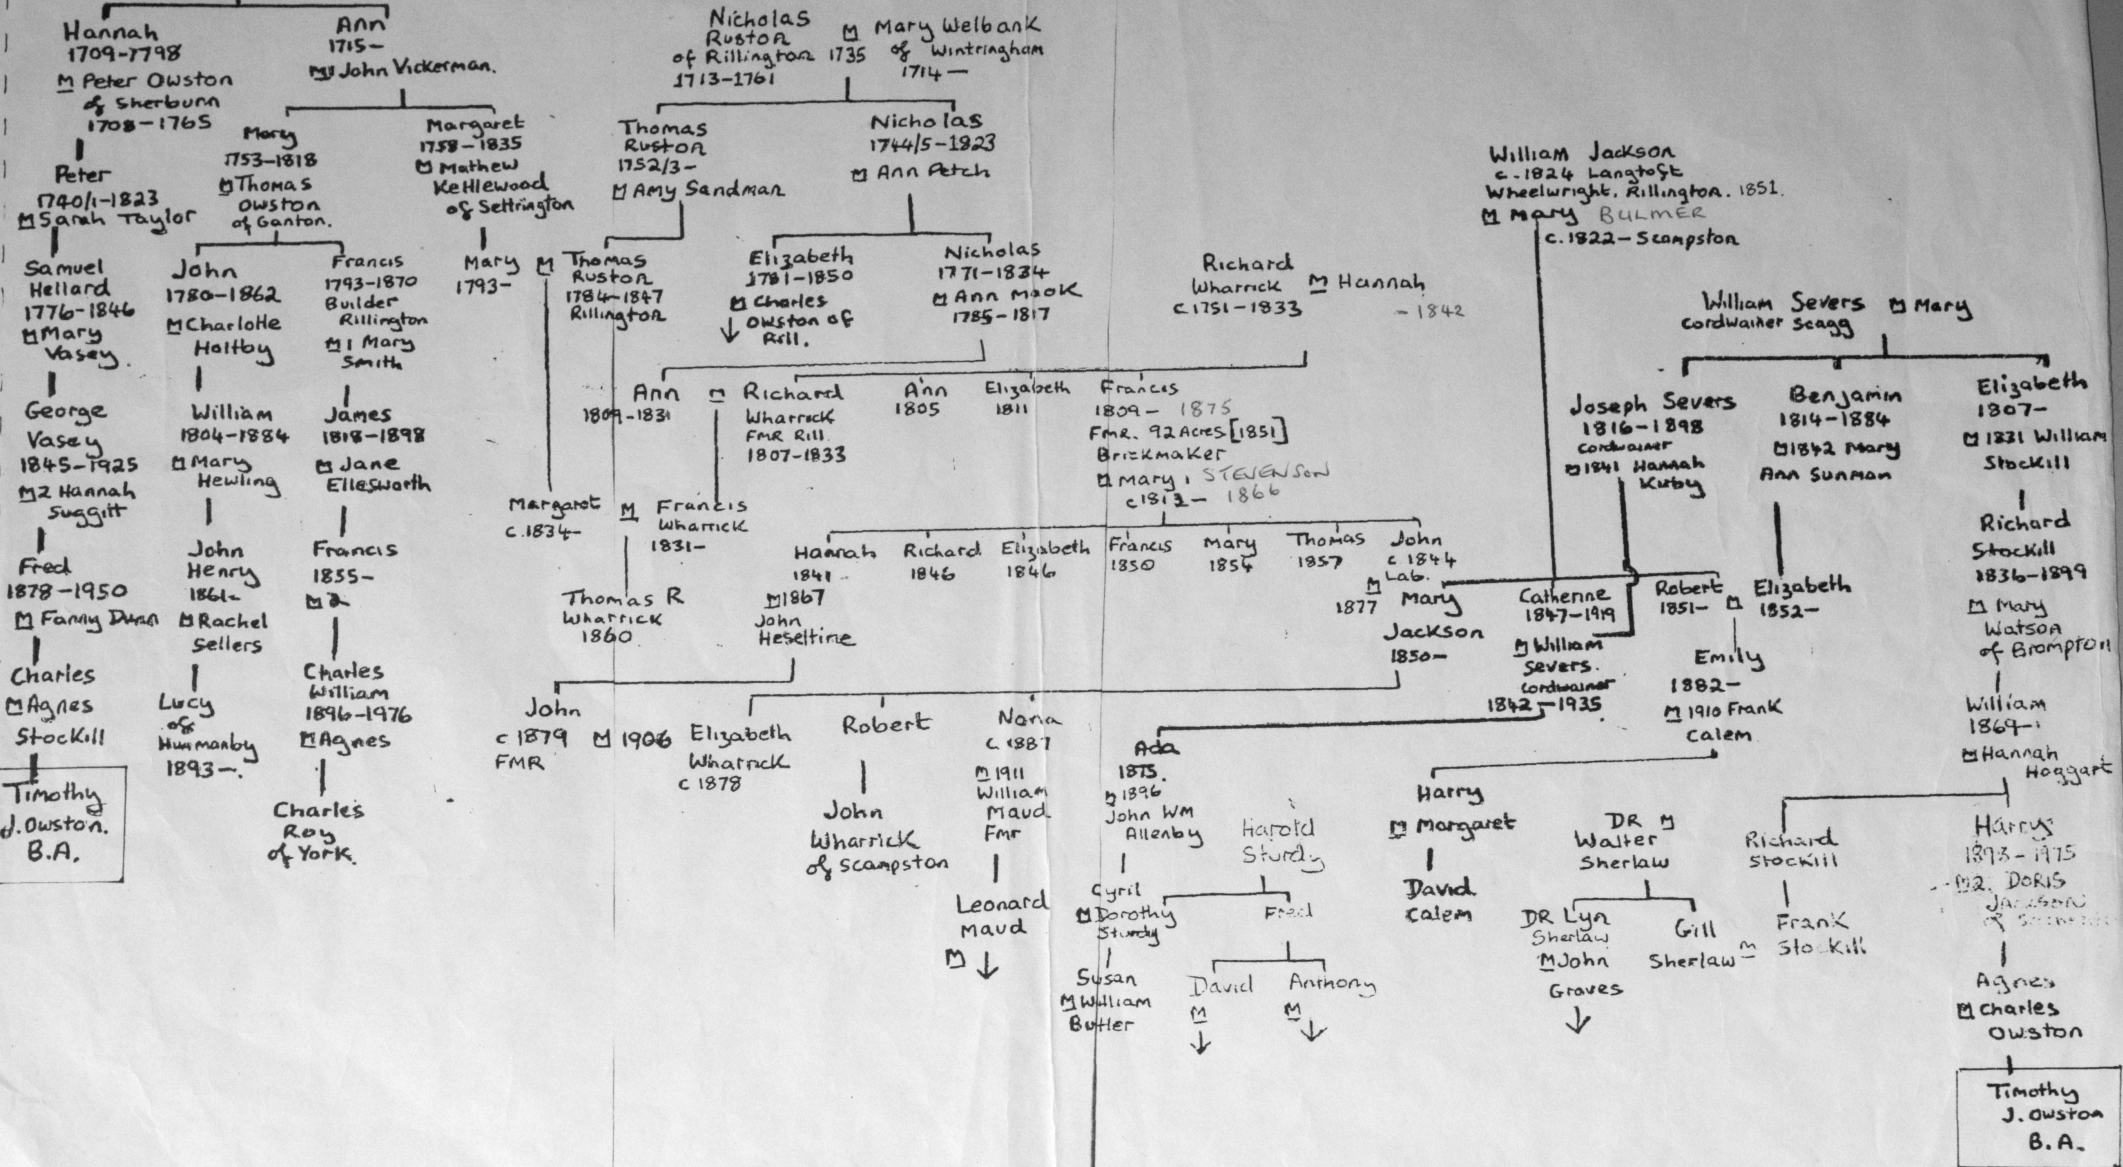 Hannah
1709-1798
M Peter Owston
of Sherburn
1708-1765
Peter
1740/1-1823
M Sarah Taylor
Samuel
Hellard
1776-1846
M Mary
Vasey.
George
Vasey
1845-1925
M2 Hannah
Suggitt
Fred
1878-1950
M Fanny Dunn
Charles
M Agnes
Stockill
Timothy
J. Owston.
B.A.
Ann
1715-
M John Vickerman.
Mary
1753-1818
M Thomas
Owston
of Ganton.
John
1780-1862
M Charlotte
Holtby
William
1804-1884
M Mary
Hewling
John
Henry
1861-
M Rachel
Sellers
Lucy
of
Hunmanby
1893-.
Francis
1793-1870
Builder
Rillington
M1 Mary
Smith
James
1818-1898
M Jane
Ellesworth
Francis
1855-
M2
Charles
William
1896-1976
M Agnes
Charles
Roy
of York.
Margaret
1758-1835
M Mathew
Kettlewood
of Settrington
Mary M
1793-
Nicholas
Ruston
of Rillington
1713-1761
M
1735
Mary Welbank
of Wintringham
1714-
Thomas
Ruston
1752/3-
M Amy Sandman
Thomas
Ruston
1784-1847
Rillington
Nicholas
1744/5-1823
M Ann Petch
Elizabeth
1781-1850
M Charles
Owston of
Rill.
Nicholas
1771-1834
M Ann Mook
1785-1817
Richard
Wharrick
c1751-1833
M Hannah
- 1842
Ann M
1809-1831
Richard
Wharrick
FMR Rill
1807-1833
Ann
1805
Elizabeth
1811
Francis
1809- 1875
FMR. 92 Acres [1851]
Brickmaker
M Mary, STEVENSON
c1813- 1866
Margaret M
c.1834-
Francis
Wharrick
1831-
Thomas R
Wharrick
1860
Hannah
1841
M1867
John
Heseltine
Richard
1846
Elizabeth
1846
Francis
1850
Mary
1854
Thomas
1857
John
c 1844
Lab.
M
1877
Mary
Jackson
1850-
John
c 1879
FMR
M 1906
Elizabeth
Wharrick
c 1878
Robert
John
Wharrick
of Scampston
Nana
c.1887
M 1911
William
Maud
Fmr
Leonard
Maud
M
William Jackson
c.1824 Langtoft
Wheelwright. Rillington. 1851.
M Mary BULMER
c.1822- Scampston
Catherine
1847-1919
M William
Severs.
Cordwainer
1842-1935
Robert
1851-
M
Elizabeth
1852-
Emily
1882-
M 1910 Frank
Calem
William Severs M Mary
Cordwainer Scagg
Joseph Severs
1816-1898
Cordwainer
M1841 Hannah
Kirby
Benjamin
1814-1884
M1842 Mary
Ann Sunman
Elizabeth
1807-
M 1831 William
Stockill
Richard
Stockill
1836-1899
M Mary
Watson
of Brompton
William
1869-
M Hannah
Hoggart
Ada
1875.
M 1896
John Wm
Allenby
Cyril
M Dorothy
Sturdy
Susan
M William
Butler
Harold
Sturdy
Fred
David
M
Anthony
M
Harry
M Margaret
David
Calem
DR M
Walter
Sherlaw
DR Lyn
Sherlaw
M John
Graves
Gill
Sherlaw M
Richard
Stockill
Frank
Stockill
Harry
1893-1975
M2. DORIS
JACKSON
of
Agnes
M Charles
Owston
Timothy
J. Owston
B.A.